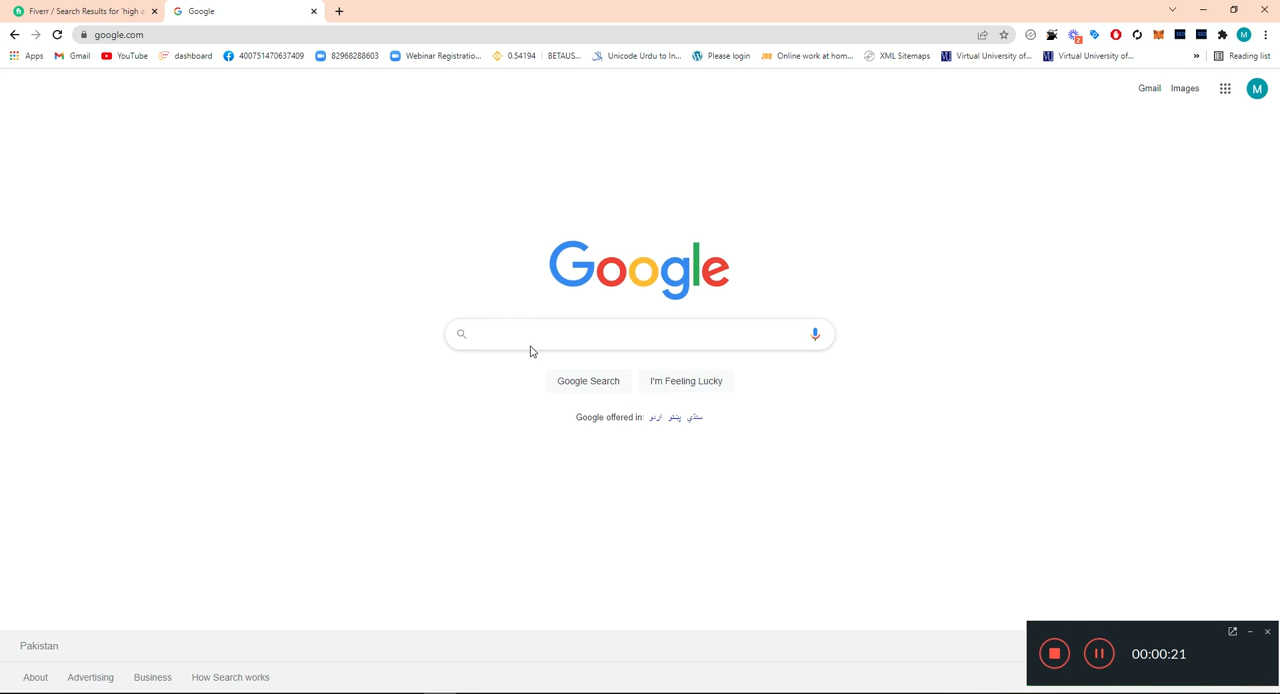 Fiverr / Search Results for 'high a
Google
google.com
Apps
Gmail
YouTube
dashboard
400751470637409
82968288603
Webinar Registratio...
0.54194 | BETAUS...
Unicode Urdu to In...
Please login
Online work at hom...
XML Sitemaps
Virtual University of...
Virtual University of...
»
Reading list
Gmail
Images
M
Google
Google Search
I'm Feeling Lucky
Google offered in: اردو پښتو سنڌي
Pakistan
About
Advertising
Business
How Search works
00:00:21